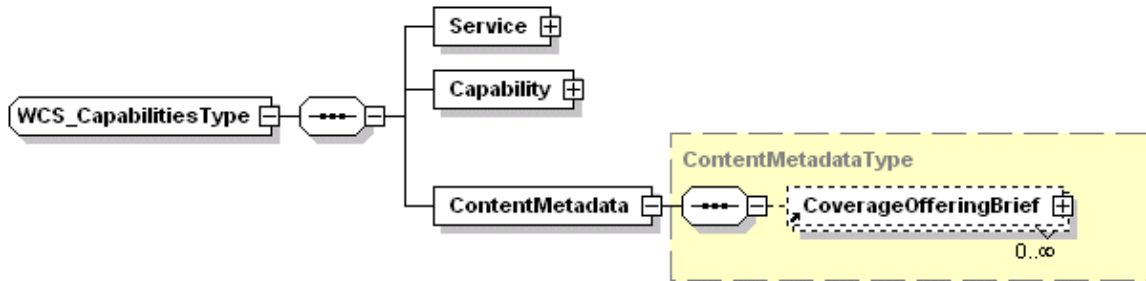 Service
Capability
WCS_CapabilitiesType
ContentMetadataType
ContentMetadata
CoverageOfferingBrief
0..∞